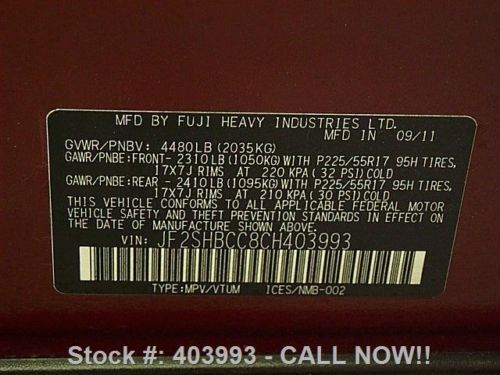 MFD BY FUJI HEAVY INDUSTRIES LTD.
MADE IN JAPAN 09/11
GVWR/PNBV: 4480LB(2035KG)
GAWR/PNBE:FRONT- 2310LB(1050KG)WITH P225/55R17 95H TIRES,
17X7J RIMS AT 220 KPA( 32 PSI)COLD
GAWR/PNBE:REAR - 2410LB(1095KG)WITH P225/55R17 95H TIRES,
17X7J RIMS AT 210 KPA( 30 PSI)COLD
THIS VEHICLE CONFORMS TO ALL APPLICABLE FEDERAL MOTOR
VEHICLE SAFETY AND THEFT PREVENTION STANDARDS IN EFFECT ON
THE DATE OF MANUFACTURE SHOWN ABOVE.
VIN: JF2SHBCC8CH403993
TYPE:MPV/VTUM ICES/NMB-002
Stock #: 403993 - CALL NOW!!